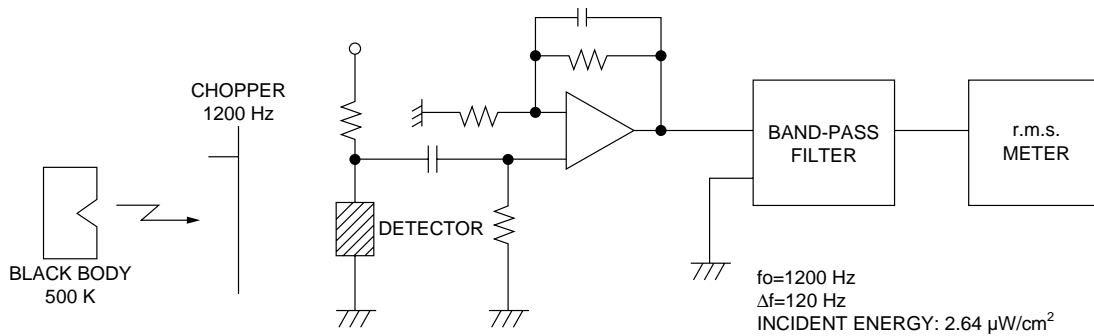 CHOPPER
1200 Hz
BLACK BODY
500 K
DETECTOR
BAND-PASS
FILTER
r.m.s.
METER
fo=1200 Hz
Δf=120 Hz
INCIDENT ENERGY: 2.64 μW/cm²